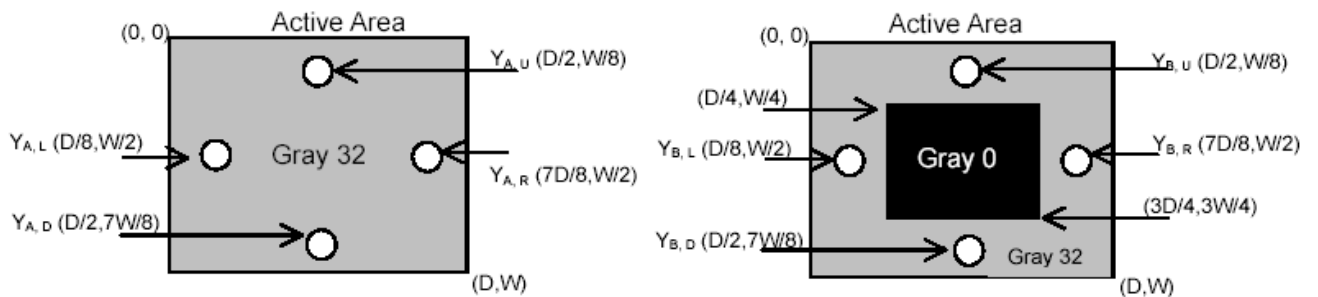 Active Area
(0, 0)
YA, U (D/2,W/8)
YA, L (D/8,W/2)
Gray 32
YA, R (7D/8,W/2)
YA, D (D/2,7W/8)
(D,W)
Active Area
(0, 0)
YB, U (D/2,W/8)
(D/4,W/4)
YB, L (D/8,W/2)
Gray 0
YB, R (7D/8,W/2)
(3D/4,3W/4)
YB, D (D/2,7W/8)
Gray 32
(D,W)